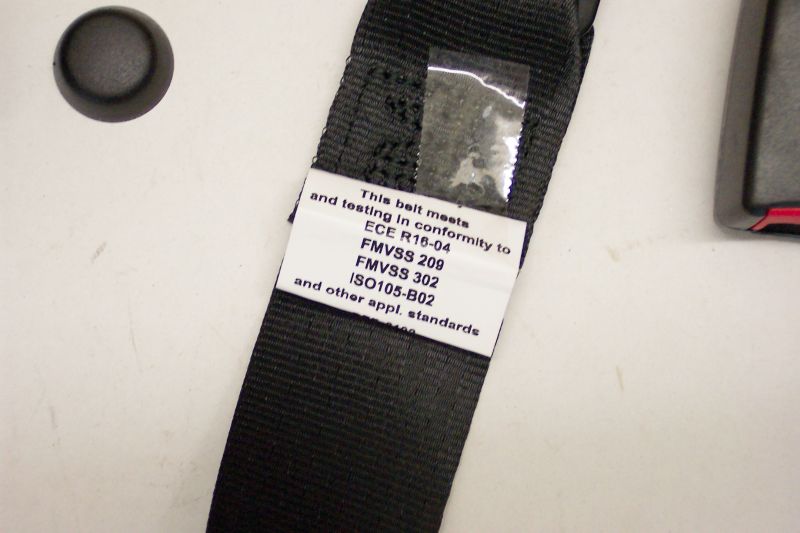 This belt meets
and testing in conformity to
ECE R16-04
FMVSS 209
FMVSS 302
ISO105-B02
and other appl. standards